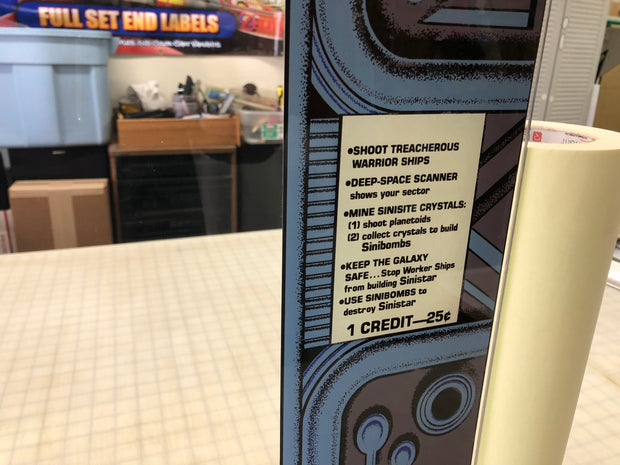 FULL SET END LABELS
•SHOOT TREACHEROUS
WARRIOR SHIPS
•DEEP-SPACE SCANNER
shows your sector
•MINE SINISITE CRYSTALS:
(1) shoot planetoids
(2) collect crystals to build
Sinibombs
•KEEP THE GALAXY
SAFE...Stop Worker Ships
from building Sinistar
•USE SINIBOMBS to
destroy Sinistar
1 CREDIT—25¢